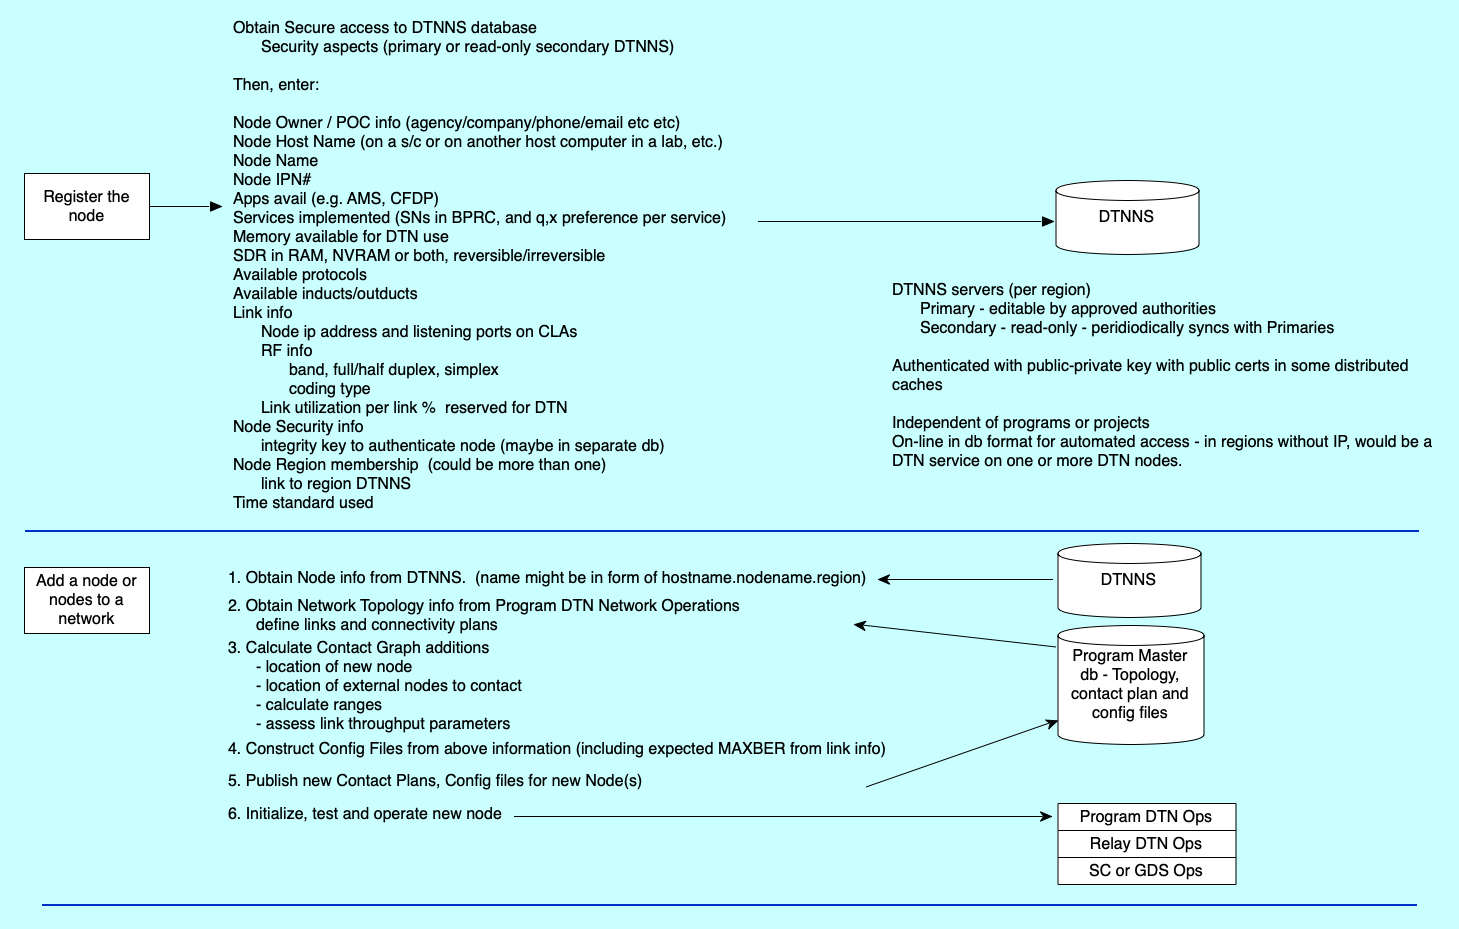 Obtain Secure access to DTNNS database
Security aspects (primary or read-only secondary DTNNS)
Then, enter:
Node Owner / POC info (agency/company/phone/email etc etc)
Node Host Name (on a s/c or on another host computer in a lab, etc.)
Node Name
Node IPN#
Apps avail (e.g. AMS, CFDP)
Services implemented (SNs in BPRC, and q,x preference per service)
Memory available for DTN use
SDR in RAM, NVRAM or both, reversible/irreversible
Available protocols
Available inducts/outducts
Link info
Node ip address and listening ports on CLAs
RF info
band, full/half duplex, simplex
coding type
Link utilization per link %  reserved for DTN
Node Security info
integrity key to authenticate node (maybe in separate db)
Node Region membership  (could be more than one)
link to region DTNNS
Time standard used
Register the
node
DTNNS
DTNNS servers (per region)
Primary - editable by approved authorities
Secondary - read-only - peridiodically syncs with Primaries
Authenticated with public-private key with public certs in some distributed
caches
Independent of programs or projects
On-line in db format for automated access - in regions without IP, would be a
DTN service on one or more DTN nodes.
Add a node or
nodes to a
network
1. Obtain Node info from DTNNS.  (name might be in form of hostname.nodename.region)
2. Obtain Network Topology info from Program DTN Network Operations
define links and connectivity plans
3. Calculate Contact Graph additions
- location of new node
- location of external nodes to contact
- calculate ranges
- assess link throughput parameters
4. Construct Config Files from above information (including expected MAXBER from link info)
5. Publish new Contact Plans, Config files for new Node(s)
6. Initialize, test and operate new node
DTNNS
Program Master
db - Topology,
contact plan and
config files
Program DTN Ops
Relay DTN Ops
SC or GDS Ops